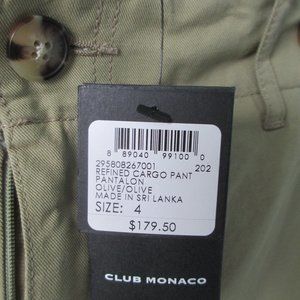 8 89040 99100 0
295808267001 202
REFINED CARGO PANT
PANTALON
OLIVE/OLIVE
MADE IN SRI LANKA
SIZE: 4
$179.50
CLUB MONACO